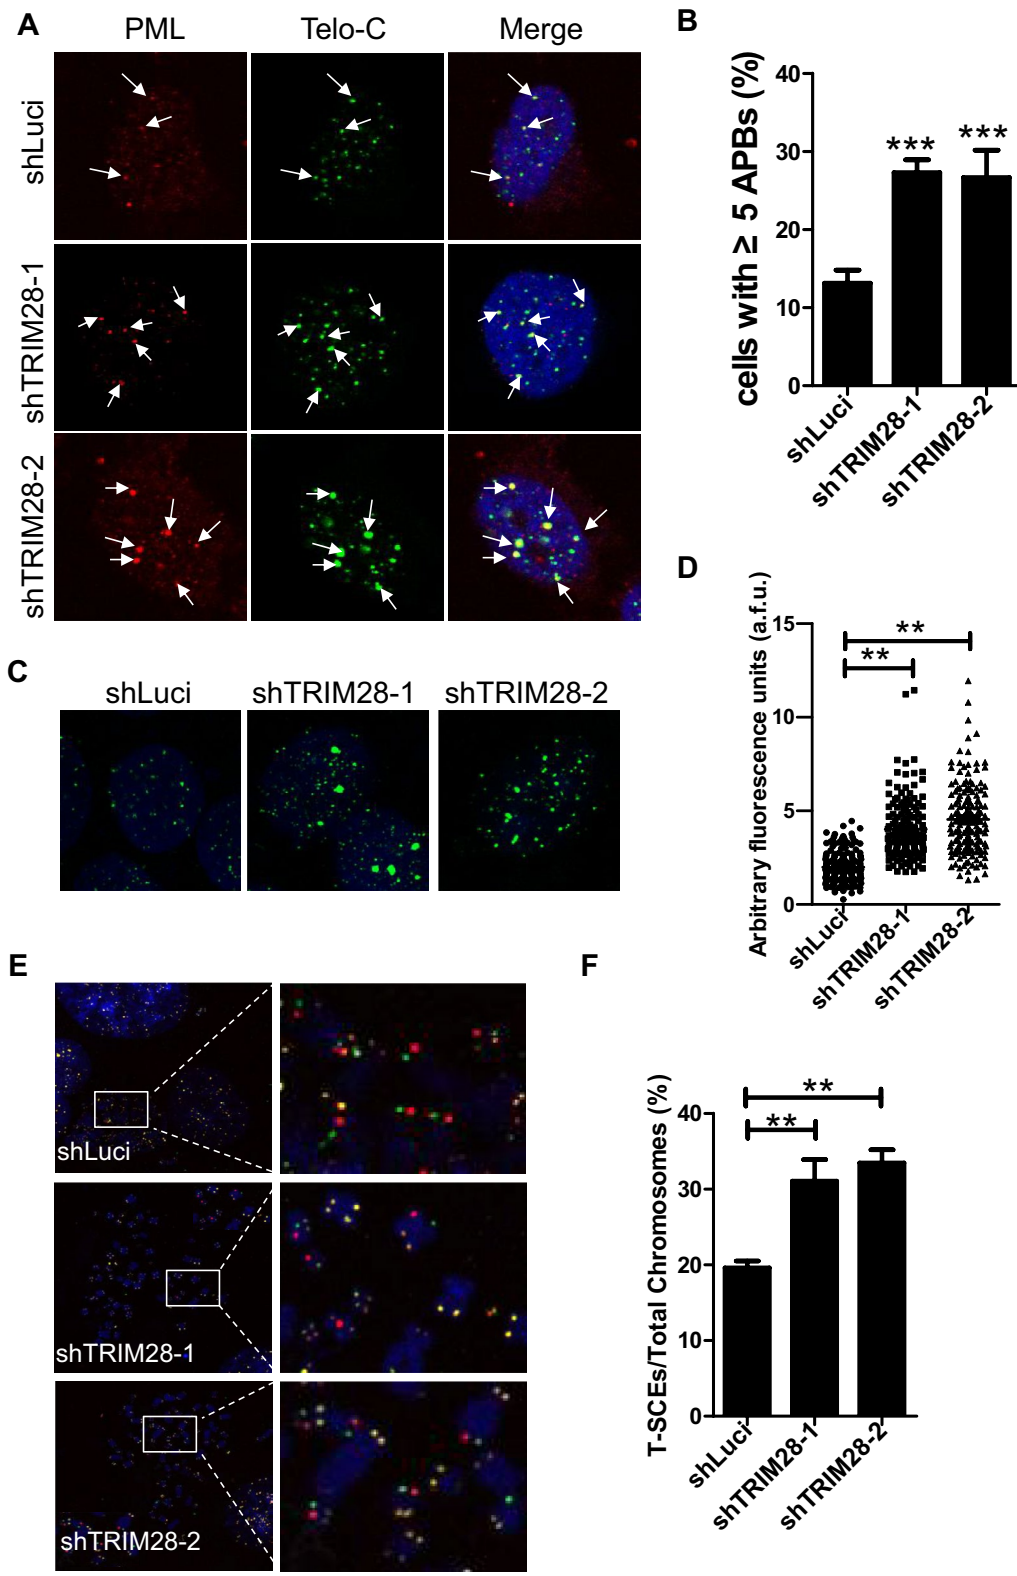 A
PML
Telo-C
Merge
shLuci
shTRIM28-1
shTRIM28-2
B
cells with ≥ 5 APBs (%)
40
30
20
10
0
***
***
shLuci
shTRIM28-1
shTRIM28-2
C
shLuci
shTRIM28-1
shTRIM28-2
D
Arbitrary fluorescence units (a.f.u.)
15
10
5
0
**
**
shLuci
shTRIM28-1
shTRIM28-2
E
shLuci
shTRIM28-1
shTRIM28-2
F
T-SCEs/Total Chromosomes (%)
40
30
20
10
0
**
**
shLuci
shTRIM28-1
shTRIM28-2